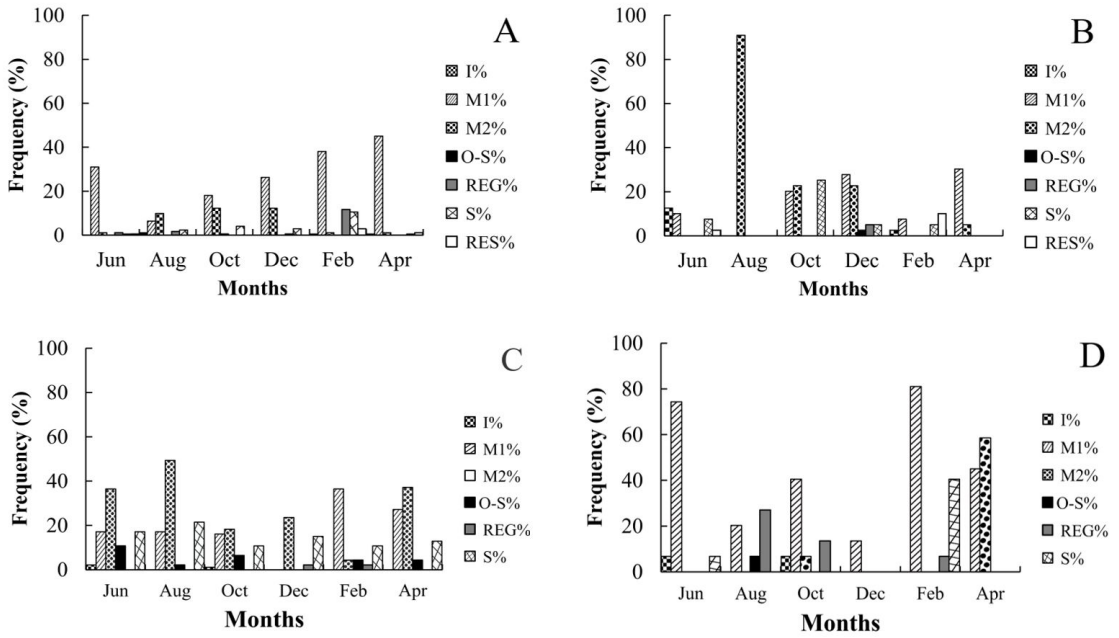 A
Frequency (%)
100
80
60
40
20
0
Jun Aug Oct Dec Feb Apr
Months
I%
M1%
M2%
O-S%
REG%
S%
RES%
B
Frequency (%)
100
80
60
40
20
0
Jun Aug Oct Dec Feb Apr
Months
I%
M1%
M2%
O-S%
REG%
S%
RES%
C
Frequency (%)
100
80
60
40
20
0
Jun Aug Oct Dec Feb Apr
Months
I%
M1%
M2%
O-S%
REG%
S%
D
Frequency (%)
100
80
60
40
20
0
Jun Aug Oct Dec Feb Apr
Months
I%
M1%
M2%
O-S%
REG%
S%